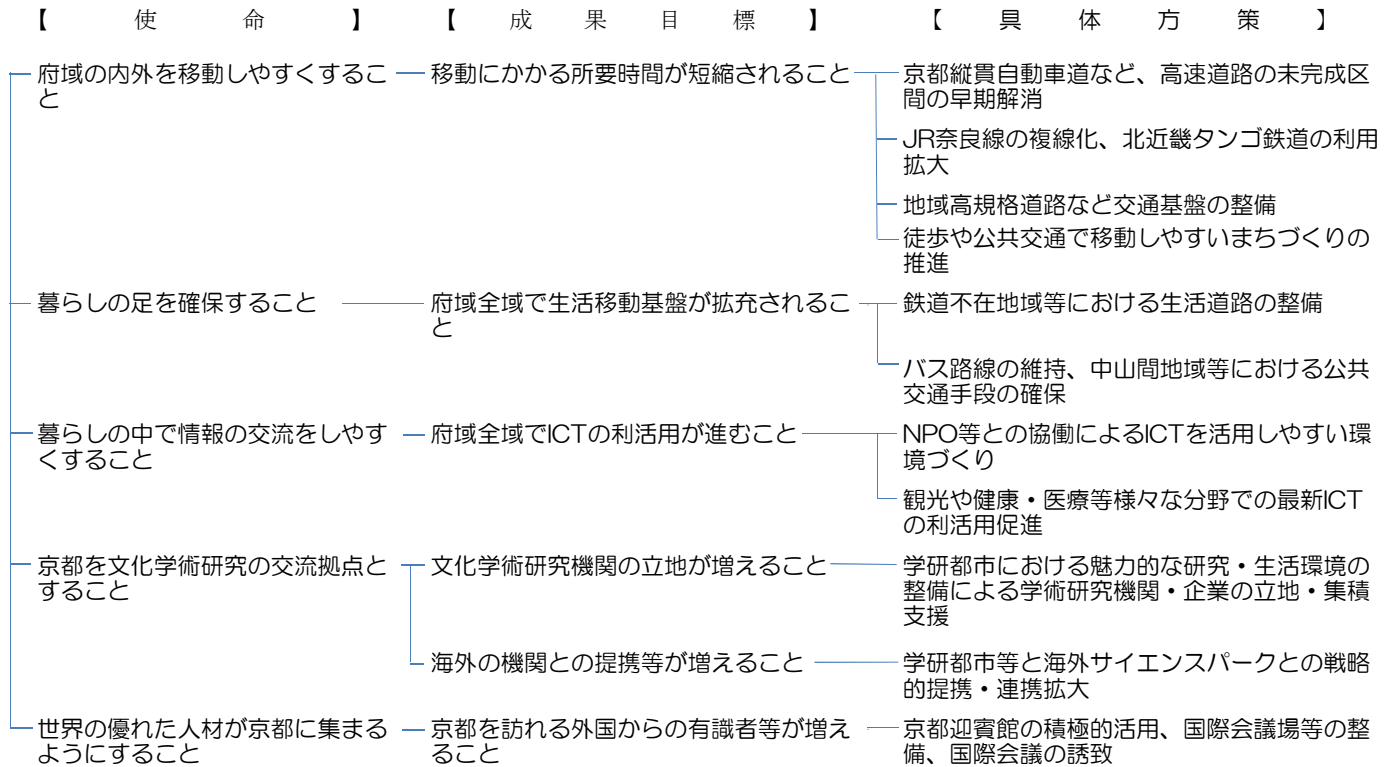 【使命】 【成果目標】 【具体方策】
府域の内外を移動しやすくするこ
と
移動にかかる所要時間が短縮されること
京都縦貫自動車道など、高速道路の未完成区
間の早期解消
JR奈良線の複線化、北近畿タンゴ鉄道の利用
拡大
地域高規格道路など交通基盤の整備
徒歩や公共交通で移動しやすいまちづくりの
推進
暮らしの足を確保すること
府域全域で生活移動基盤が拡充されるこ
と
鉄道不在地域等における生活道路の整備
バス路線の維持、中山間地域等における公共
交通手段の確保
暮らしの中で情報の交流をしやす
くすること
府域全域でICTの利活用が進むこと
NPO等との協働によるICTを活用しやすい環
境づくり
観光や健康・医療等様々な分野での最新ICT
の利活用促進
京都を文化学術研究の交流拠点と
すること
文化学術研究機関の立地が増えること
学研都市における魅力的な研究・生活環境の
整備による学術研究機関・企業の立地・集積
支援
海外の機関との提携等が増えること
学研都市等と海外サイエンスパークとの戦略
的提携・連携拡大
世界の優れた人材が京都に集まる
ようにすること
京都を訪れる外国からの有識者等が増え
ること
京都迎賓館の積極的活用、国際会議場等の整
備、国際会議の誘致